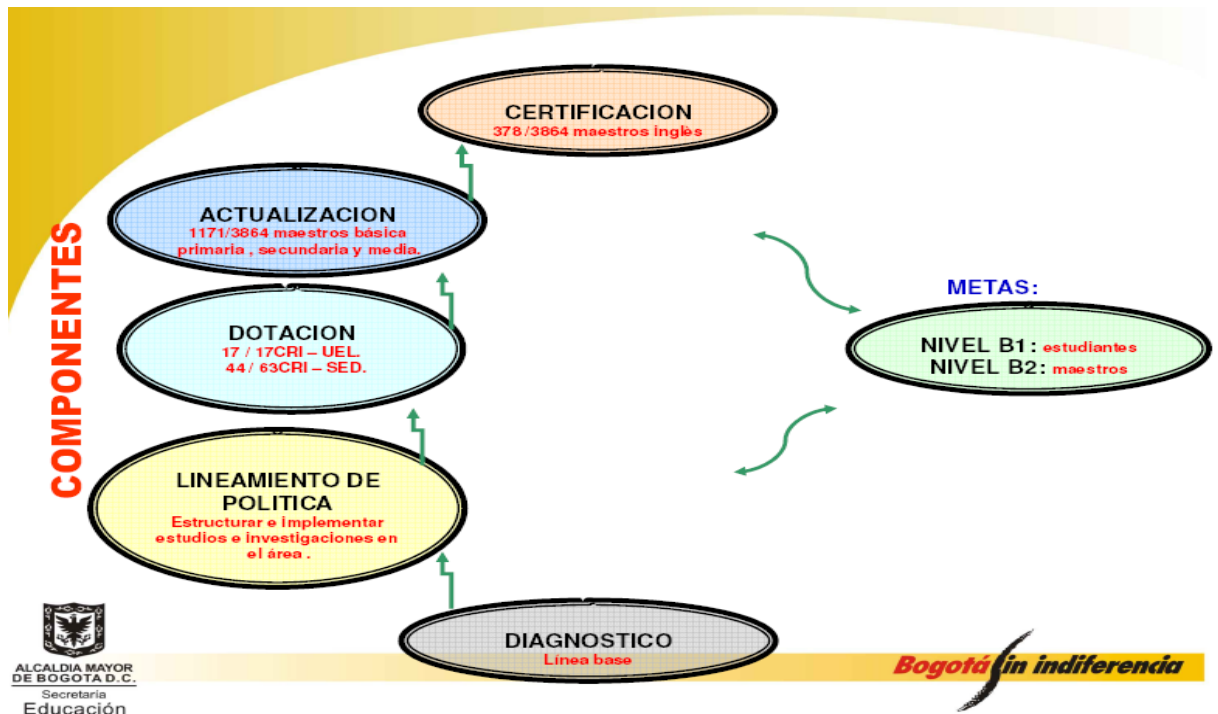 CERTIFICACION
378 /3864 maestros inglès
ACTUALIZACION
1171/3864 maestros básica
primaria , secundaria y media.
COMPONENTES
DOTACION
17 / 17CRI – UEL.
44 / 63CRI – SED.
METAS:
NIVEL B1: estudiantes
NIVEL B2: maestros
LINEAMIENTO DE
POLITICA
Estructurar e implementar
estudios e investigaciones en
el área .
DIAGNOSTICO
Línea base
ALCALDIA MAYOR
DE BOGOTA D.C.
Secretaría
Educación
Bogotá sin indiferencia